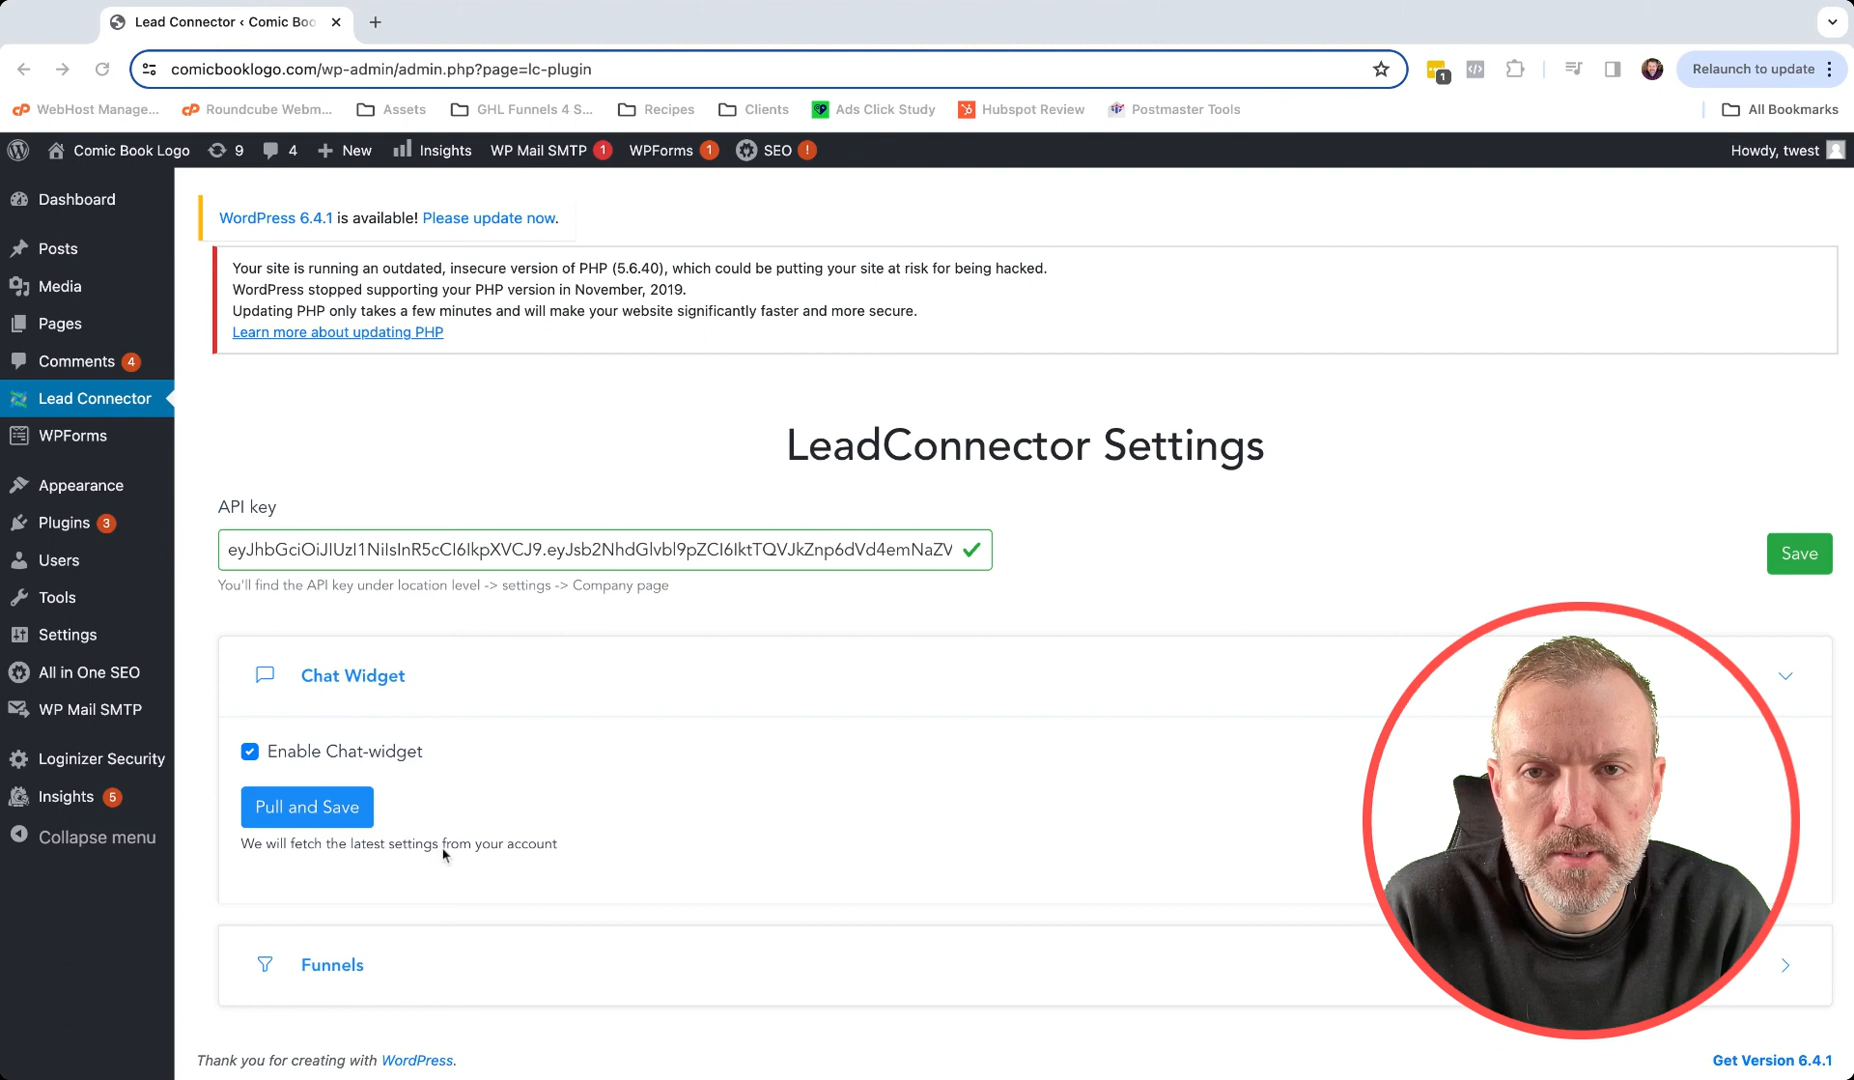 Lead Connector ‹ Comic Boo
comicbooklogo.com/wp-admin/admin.php?page=lc-plugin
1
Relaunch to update
WebHost Manage...
Roundcube Webm...
Assets
GHL Funnels 4 S...
Recipes
Clients
Ads Click Study
Hubspot Review
Postmaster Tools
All Bookmarks
Comic Book Logo
9
4
New
Insights
WP Mail SMTP 1
WPForms 1
SEO !
Howdy, twest
Dashboard
Posts
Media
Pages
Comments 4
Lead Connector
WPForms
Appearance
Plugins 3
Users
Tools
Settings
All in One SEO
WP Mail SMTP
Loginizer Security
Insights 5
Collapse menu
WordPress 6.4.1 is available! Please update now.
Your site is running an outdated, insecure version of PHP (5.6.40), which could be putting your site at risk for being hacked.
WordPress stopped supporting your PHP version in November, 2019.
Updating PHP only takes a few minutes and will make your website significantly faster and more secure.
Learn more about updating PHP
LeadConnector Settings
API key
eyJhbGciOiJIUzI1NiIsInR5cCI6IkpXVCJ9.eyJsb2NhdGlvbl9pZCI6IktTQVJkZnp6dVd4emNaZV
Save
You'll find the API key under location level -> settings -> Company page
Chat Widget
Enable Chat-widget
Pull and Save
We will fetch the latest settings from your account
Funnels
Thank you for creating with WordPress.
Get Version 6.4.1